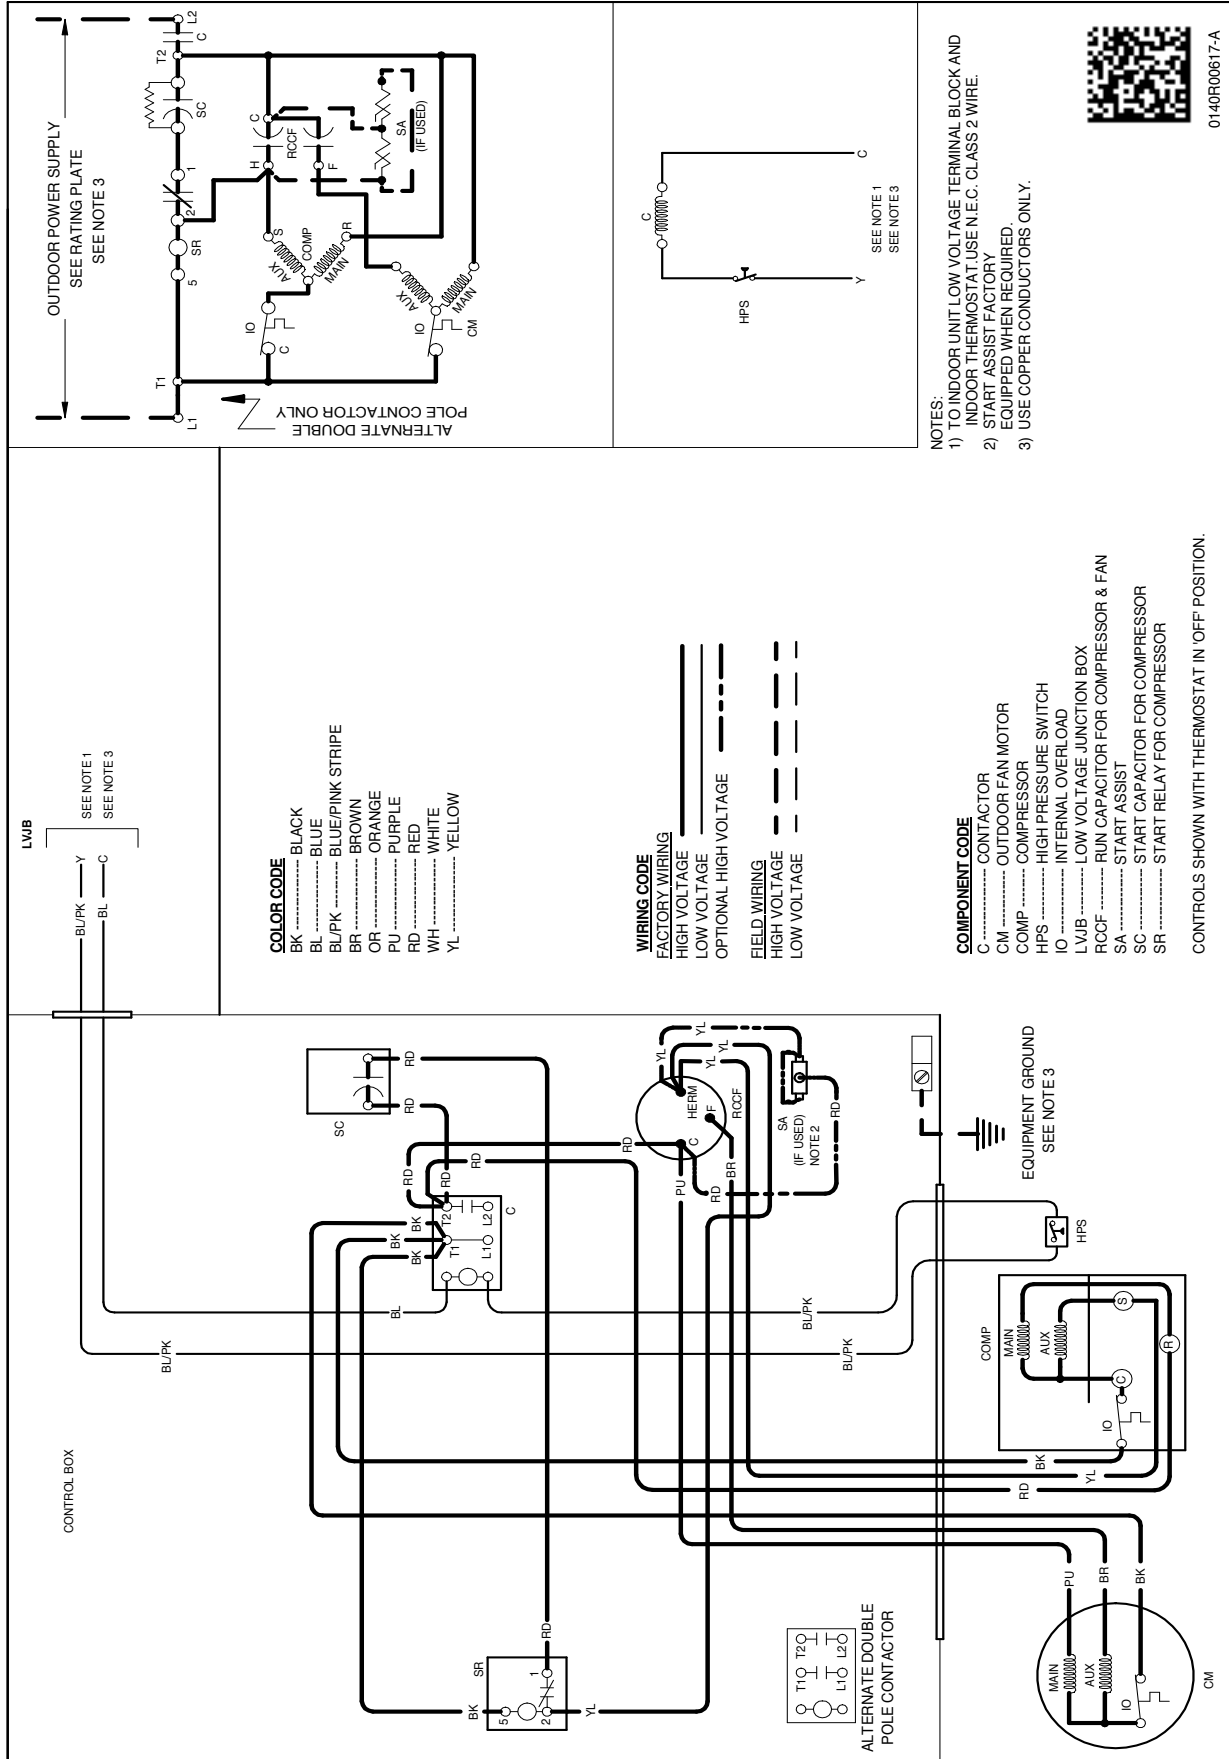 CONTROL BOX
LVJB
BL/PK
Y
BL
C
SEE NOTE 1
SEE NOTE 3
BL/PK
BL
BL/PK
BL/PK
SC
RD
RD
RD
RD
RD
RD
BK
BK
BK
T2
T1
L2
L1
C
SR
5
2
1
BK
YL
RD
HERM
F
C
RCCF
YL
YL
YL
YL
PU
RD
BR
RD
SA
(IF USED)
NOTE 2
ALTERNATE DOUBLE
POLE CONTACTOR
T1
T2
L1
L2
PU
BR
BK
MAIN
AUX
IO
CM
RD
YL
BK
COMP
MAIN
AUX
IO
C
S
R
HPS
EQUIPMENT GROUND
SEE NOTE 3
COLOR CODE
BK ---------- BLACK
BL ---------- BLUE
BL/PK ------- BLUE/PINK STRIPE
BR ---------- BROWN
OR ---------- ORANGE
PU ---------- PURPLE
RD ---------- RED
WH ---------- WHITE
YL ---------- YELLOW
WIRING CODE
FACTORY WIRING
HIGH VOLTAGE
LOW VOLTAGE
OPTIONAL HIGH VOLTAGE
FIELD WIRING
HIGH VOLTAGE
LOW VOLTAGE
COMPONENT CODE
C ---------- CONTACTOR
CM ---------- OUTDOOR FAN MOTOR
COMP ------- COMPRESSOR
HPS --------- HIGH PRESSURE SWITCH
IO ---------- INTERNAL OVERLOAD
LVJB -------- LOW VOLTAGE JUNCTION BOX
RCCF ------- RUN CAPACITOR FOR COMPRESSOR & FAN
SA ---------- START ASSIST
SC ---------- START CAPACITOR FOR COMPRESSOR
SR ---------- START RELAY FOR COMPRESSOR
CONTROLS SHOWN WITH THERMOSTAT IN 'OFF' POSITION.
OUTDOOR POWER SUPPLY
SEE RATING PLATE
SEE NOTE 3
L1
T1
5
SR
2
1
SC
T2
C
L2
ALTERNATE DOUBLE
POLE CONTACTOR ONLY
IO
C
AUX
S
COMP
MAIN
R
H
C
RCCF
F
SA
(IF USED)
IO
CM
AUX
MAIN
C
HPS
Y
C
SEE NOTE 1
SEE NOTE 3
NOTES:
1) TO INDOOR UNIT LOW VOLTAGE TERMINAL BLOCK AND
INDOOR THERMOSTAT.USE N.E.C. CLASS 2 WIRE.
2) START ASSIST FACTORY
EQUIPPED WHEN REQUIRED.
3) USE COPPER CONDUCTORS ONLY.
0140R00617-A